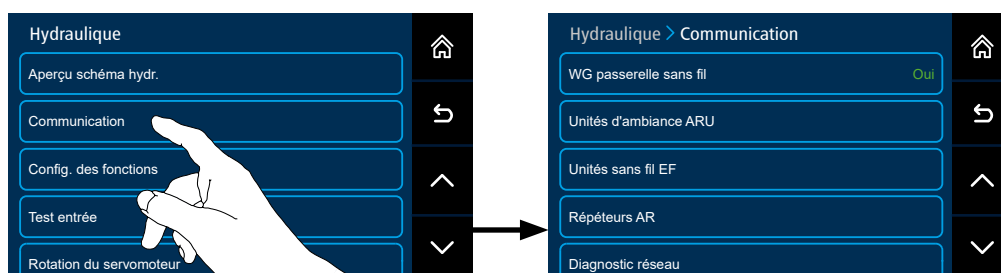 Hydraulique
Aperçu schéma hydr.
Communication
Config. des fonctions
Test entrée
Rotation du servomoteur
Hydraulique > Communication
WG passerelle sans fil Oui
Unités d'ambiance ARU
Unités sans fil EF
Répéteurs AR
Diagnostic réseau